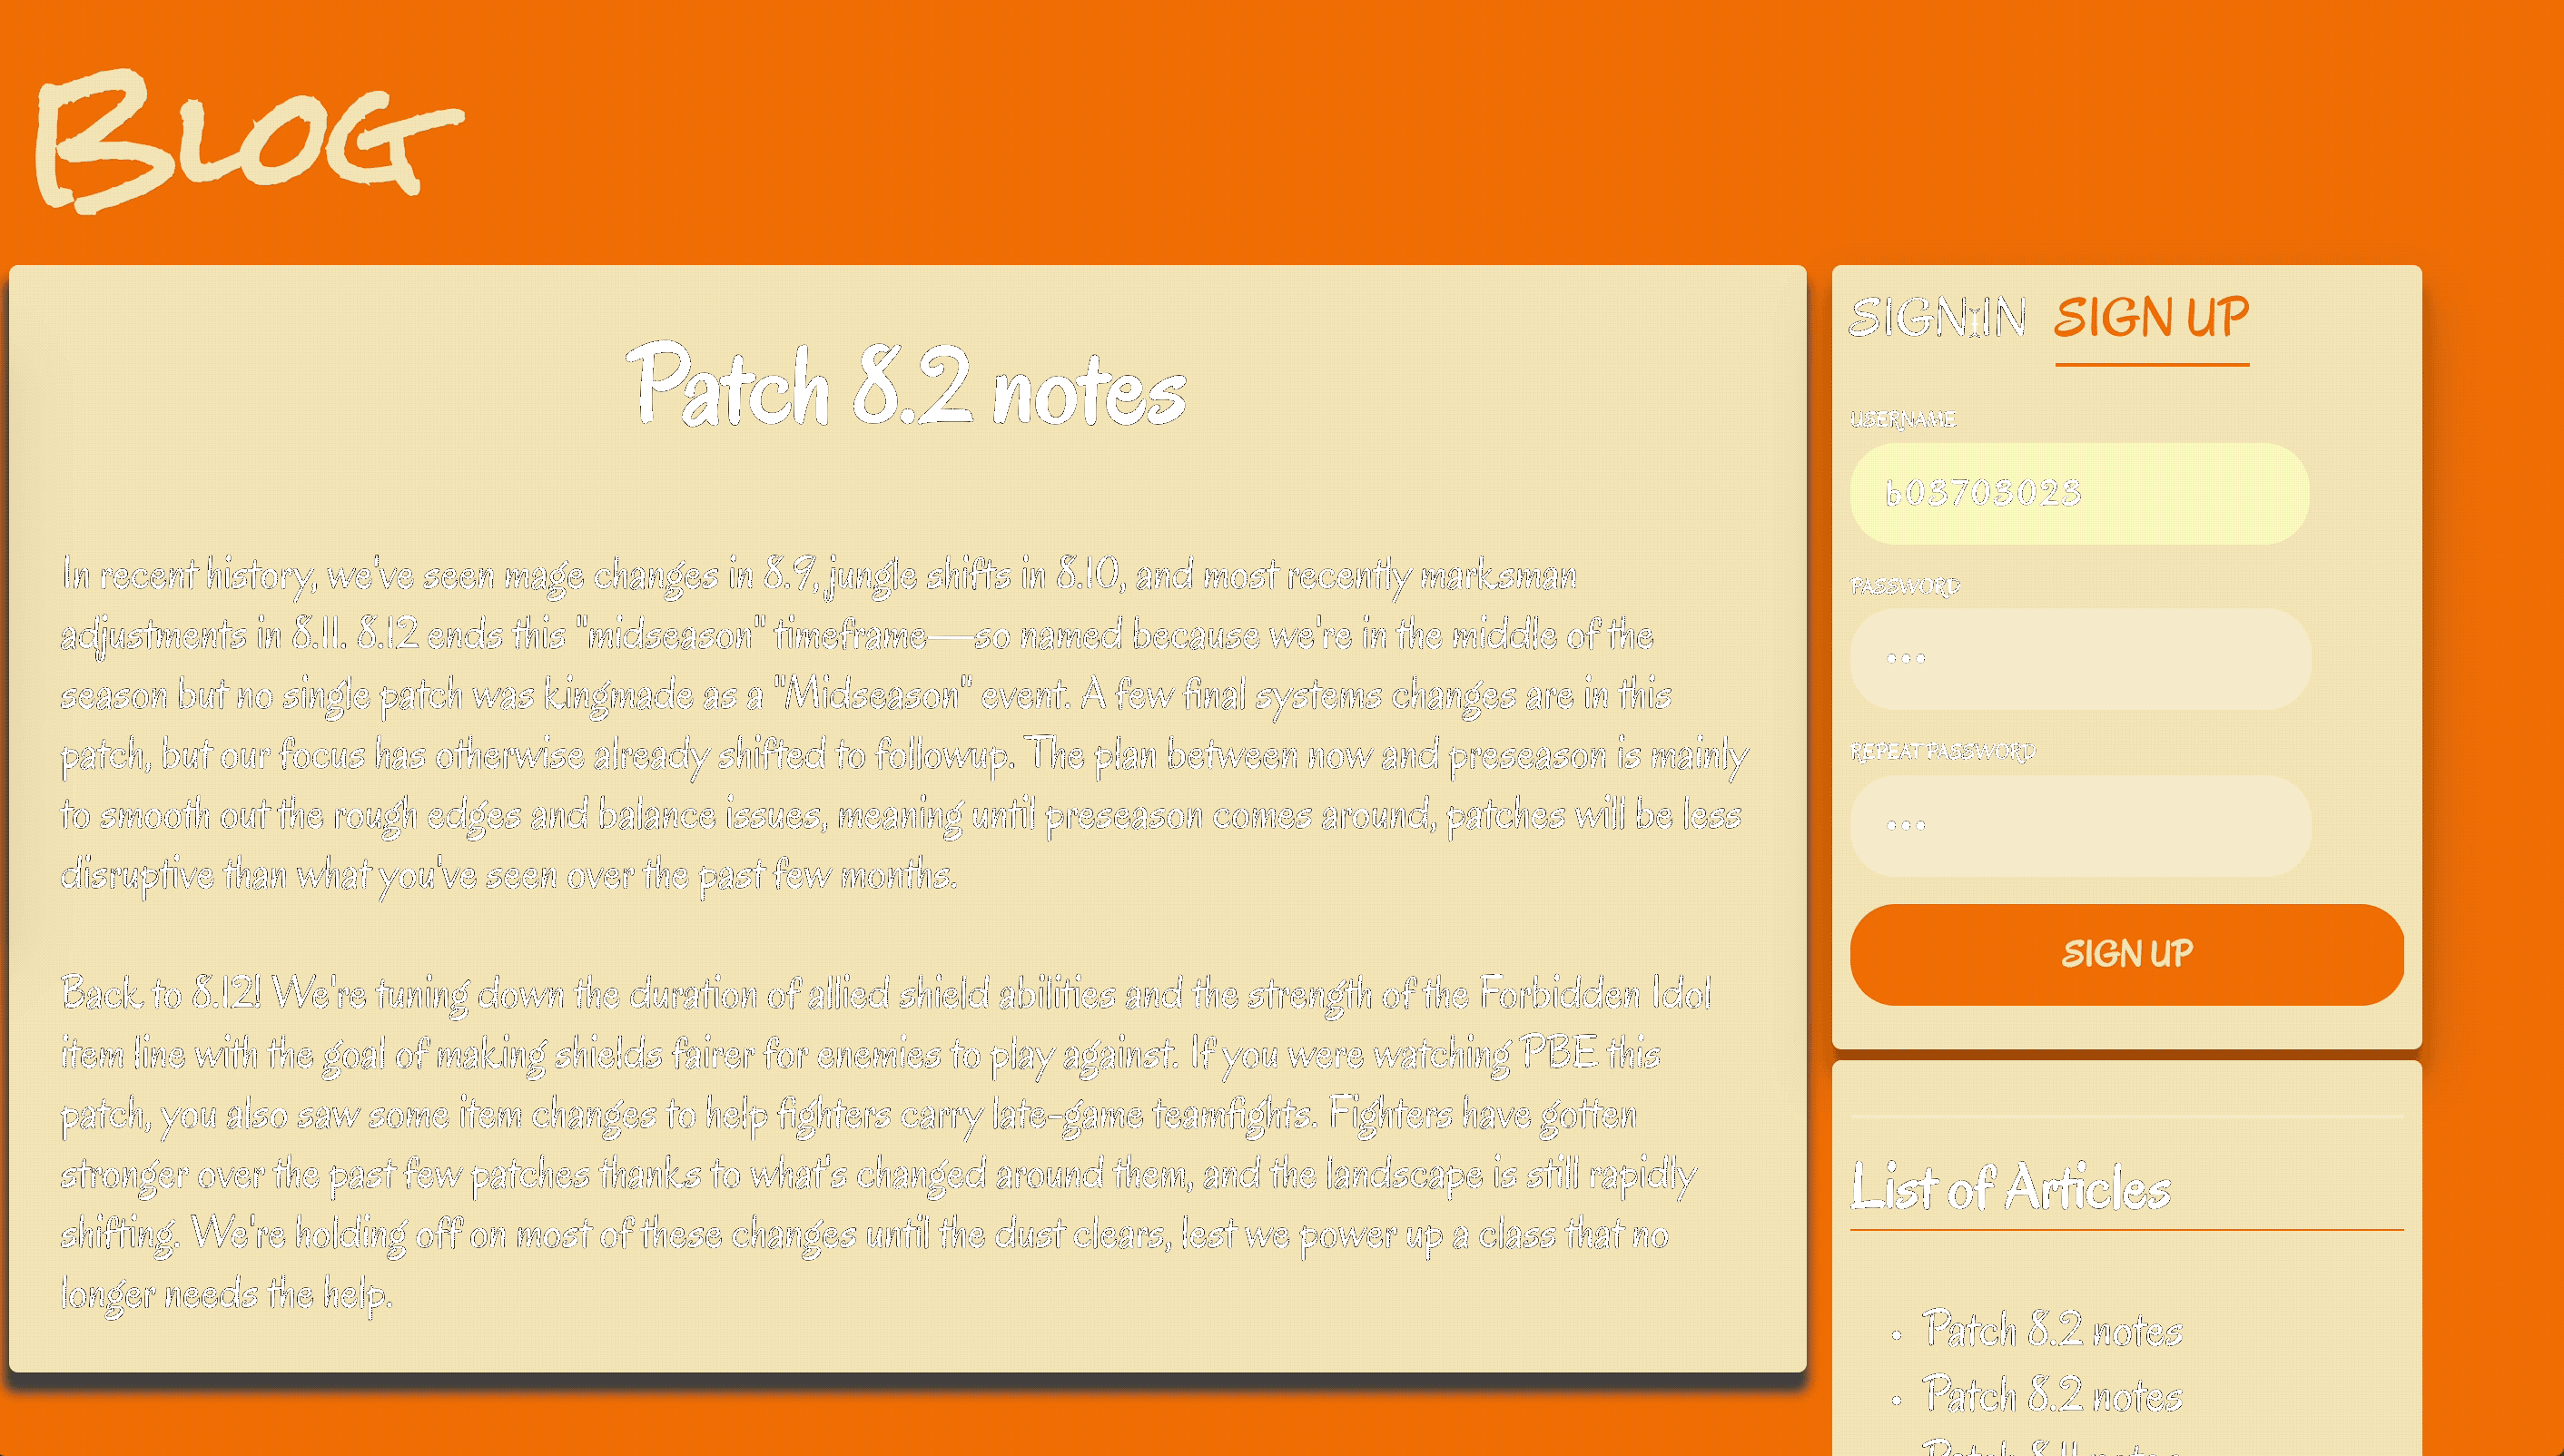 Blog
Patch 8.2 notes
In recent history, we've seen mage changes in 8.9, jungle shifts in 8.10, and most recently marksman
adjustments in 8.11. 8.12 ends this "midseason" timeframe—so named because we're in the middle of the
season but no single patch was kingmade as a "Midseason" event. A few final systems changes are in this
patch, but our focus has otherwise already shifted to followup. The plan between now and preseason is mainly
to smooth out the rough edges and balance issues, meaning until preseason comes around, patches will be less
disruptive than what you've seen over the past few months.
Back to 8.12! We're tuning down the duration of allied shield abilities and the strength of the Forbidden Idol
item line with the goal of making shields fairer for enemies to play against. If you were watching PBE this
patch, you also saw some item changes to help fighters carry late-game teamfights. Fighters have gotten
stronger over the past few patches thanks to what's changed around them, and the landscape is still rapidly
shifting. We're holding off on most of these changes until the dust clears, lest we power up a class that no
longer needs the help.
SIGN IN SIGN UP
USERNAME
b03703023
PASSWORD
REPEAT PASSWORD
SIGN UP
List of Articles
Patch 8.2 notes
Patch 8.2 notes